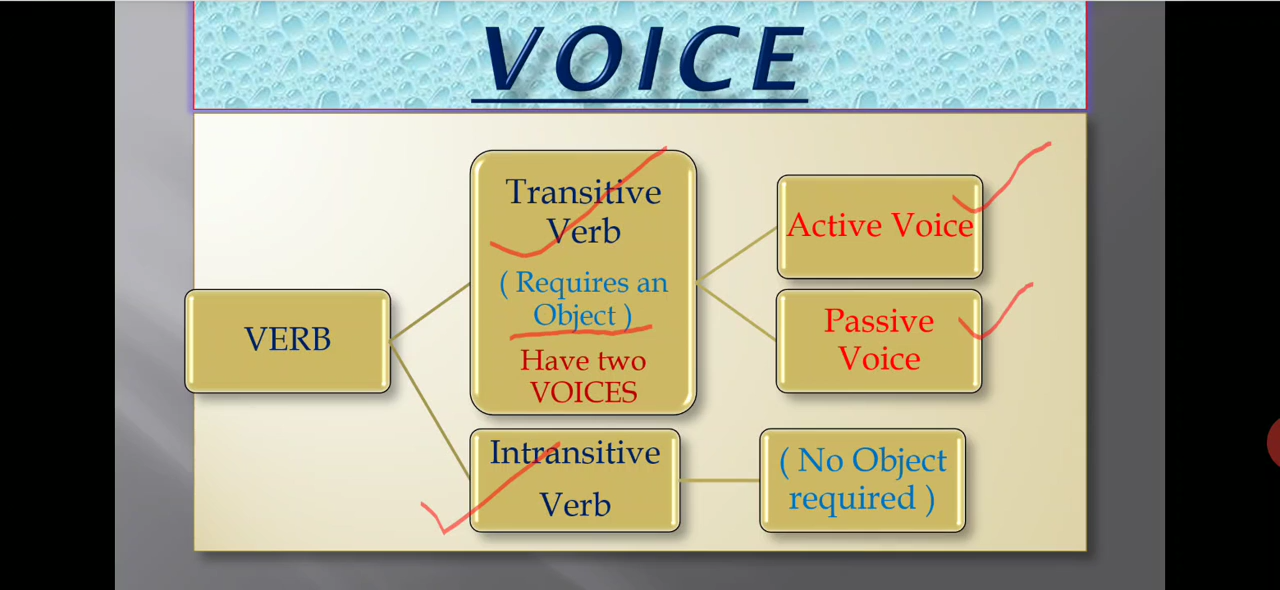 VOICE
VERB
Transitive
Verb
( Requires an
Object )
Have two
VOICES
Active Voice
Passive
Voice
Intransitive
Verb
( No Object
required )